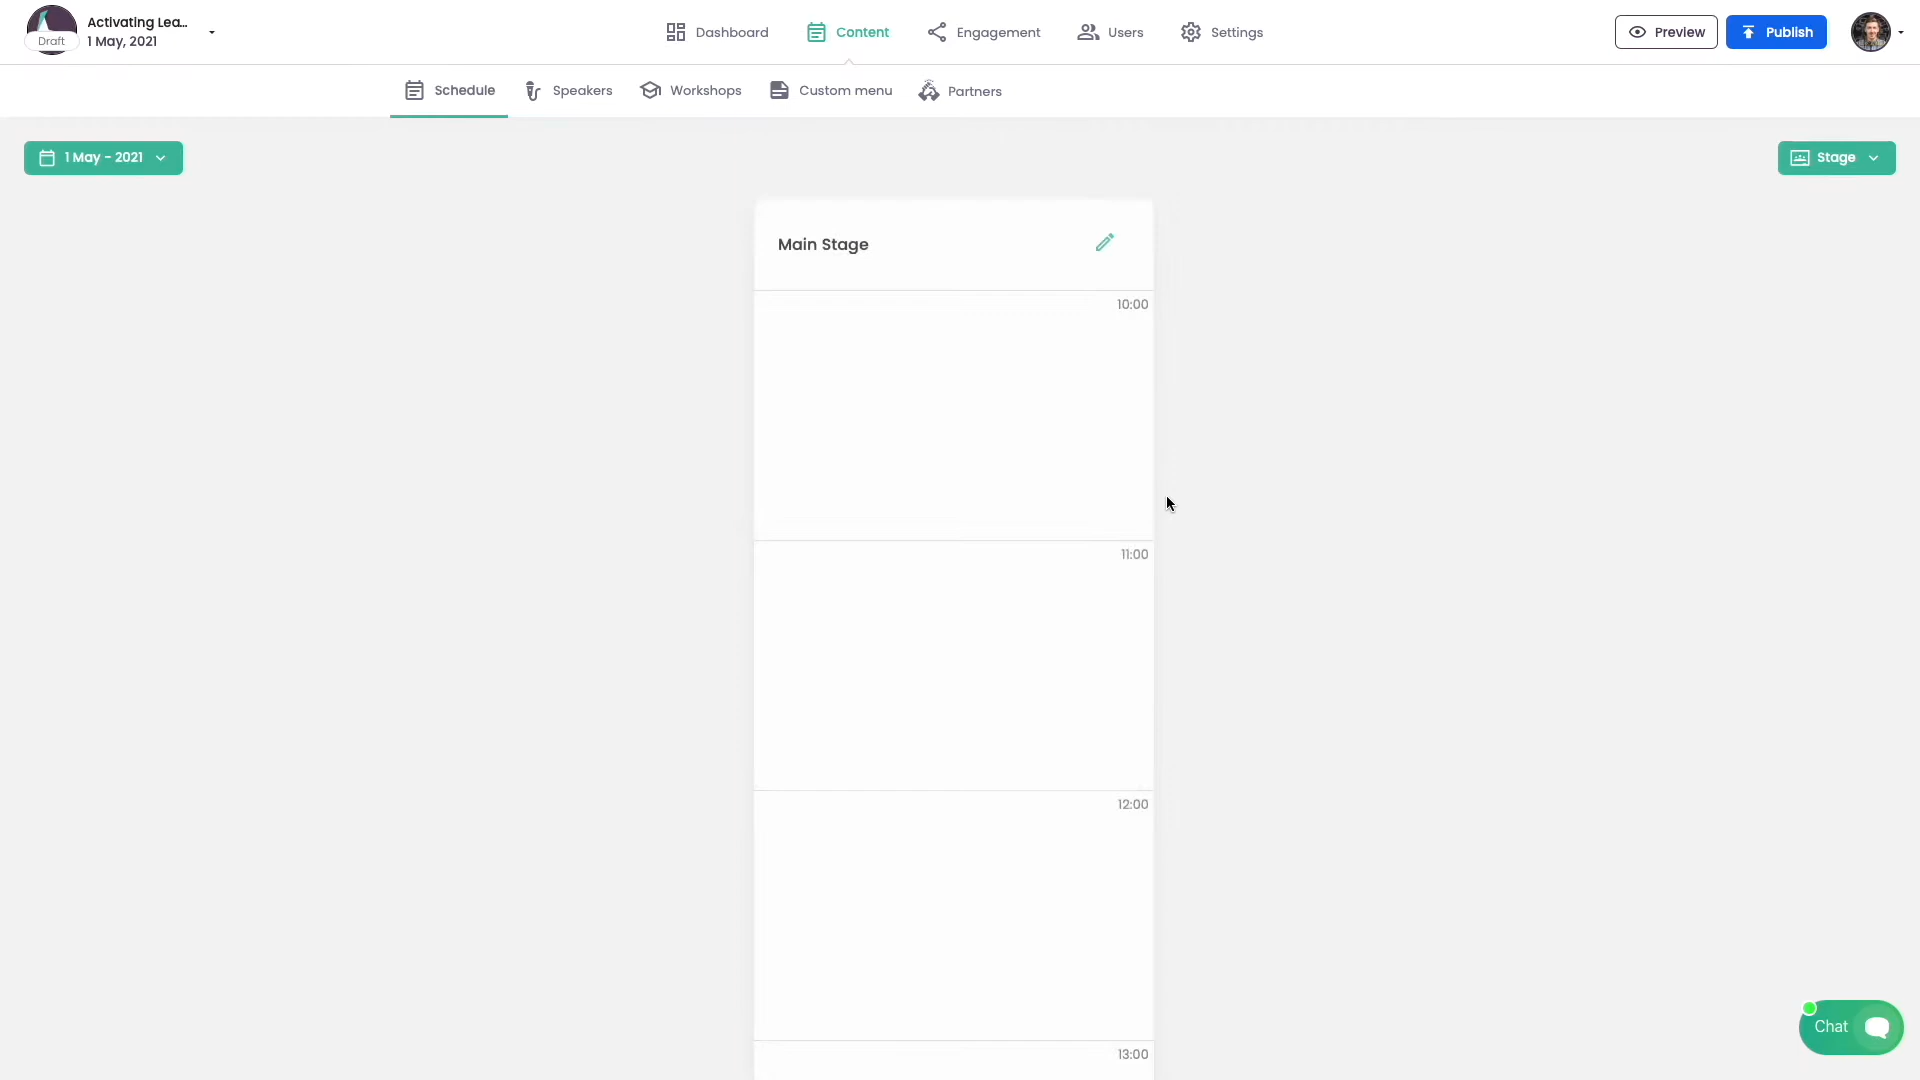 Activating Lea...
Draft
1 May, 2021
Dashboard
Content
Engagement
Users
Settings
Preview
Publish
Schedule
Speakers
Workshops
Custom menu
Partners
1 May - 2021
Stage
Main Stage
10:00
11:00
12:00
13:00
Chat